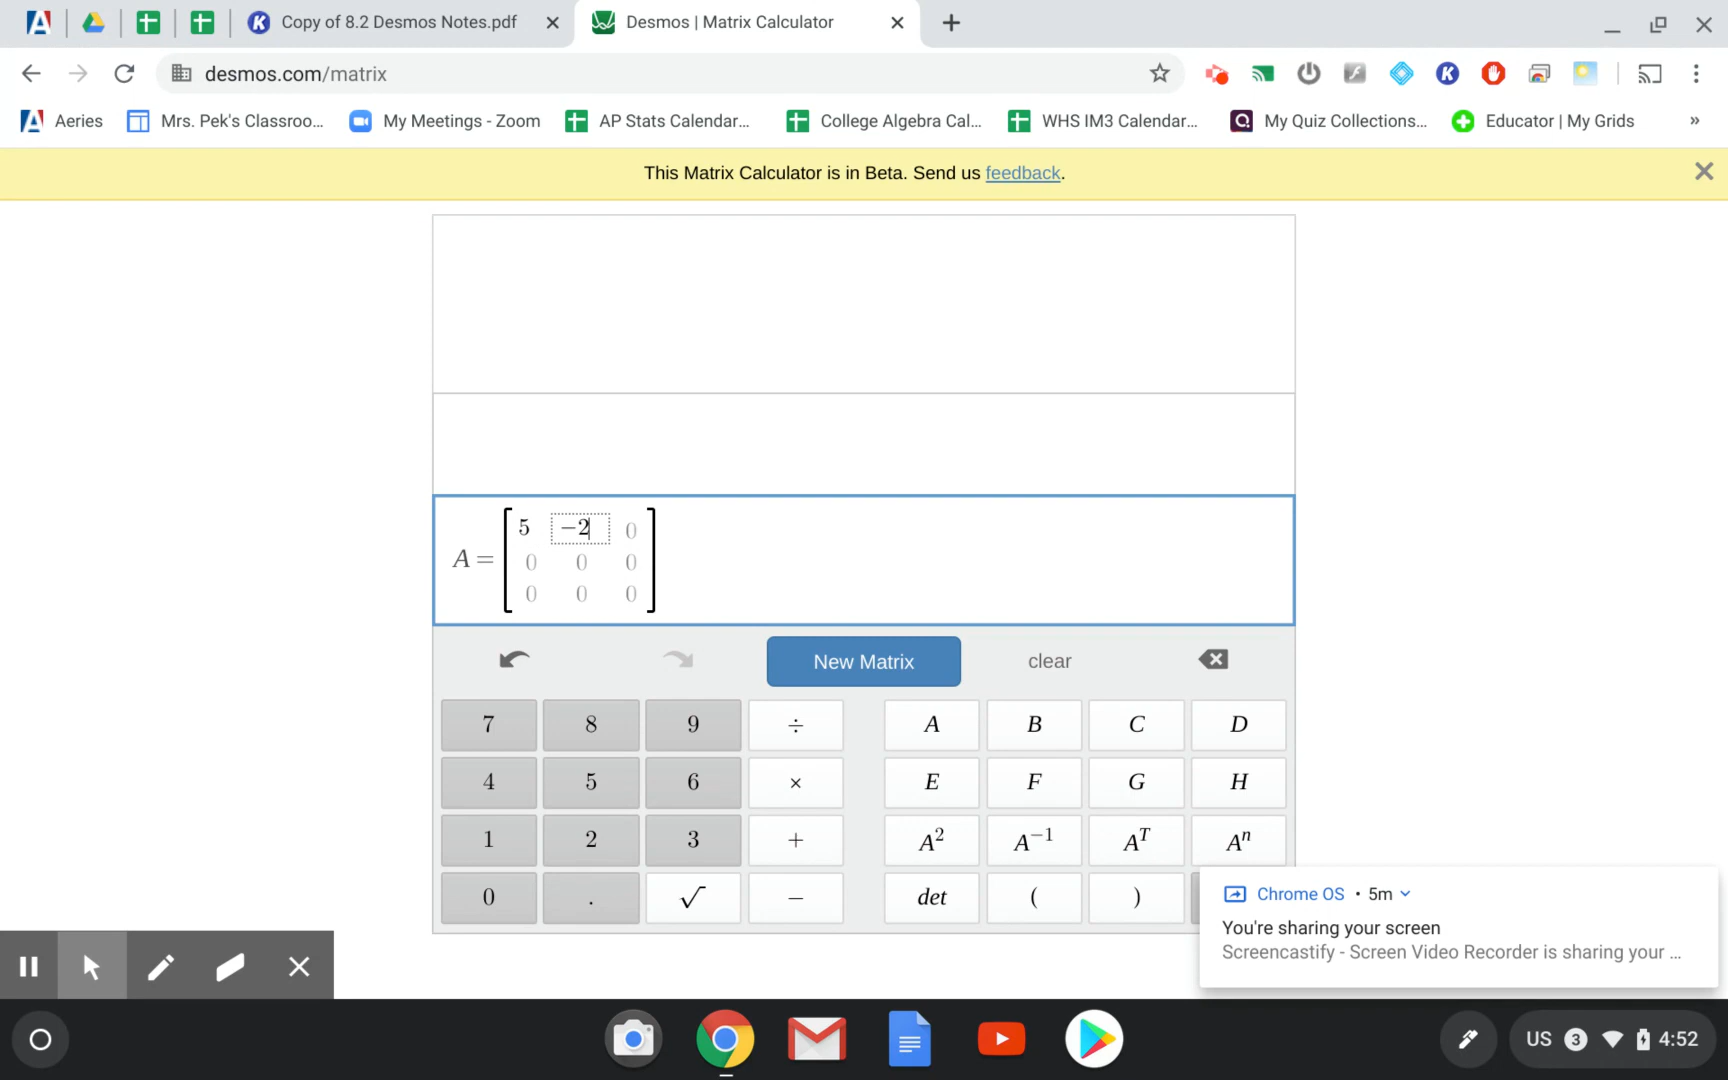 Copy of 8.2 Desmos Notes.pdf
Desmos | Matrix Calculator
desmos.com/matrix
Aeries
Mrs. Pek's Classroo...
My Meetings - Zoom
AP Stats Calendar...
College Algebra Cal...
WHS IM3 Calendar...
My Quiz Collections...
Educator | My Grids
»
This Matrix Calculator is in Beta. Send us feedback.
A = [ 5 −2 0
0 0 0
0 0 0 ]
New Matrix clear
7 8 9 ÷ A B C D
4 5 6 × E F G H
1 2 3 + A² A⁻¹ Aᵀ Aⁿ
0 . √ − det ( )
Chrome OS • 5m
You're sharing your screen
Screencastify - Screen Video Recorder is sharing your ...
US 3 4:52